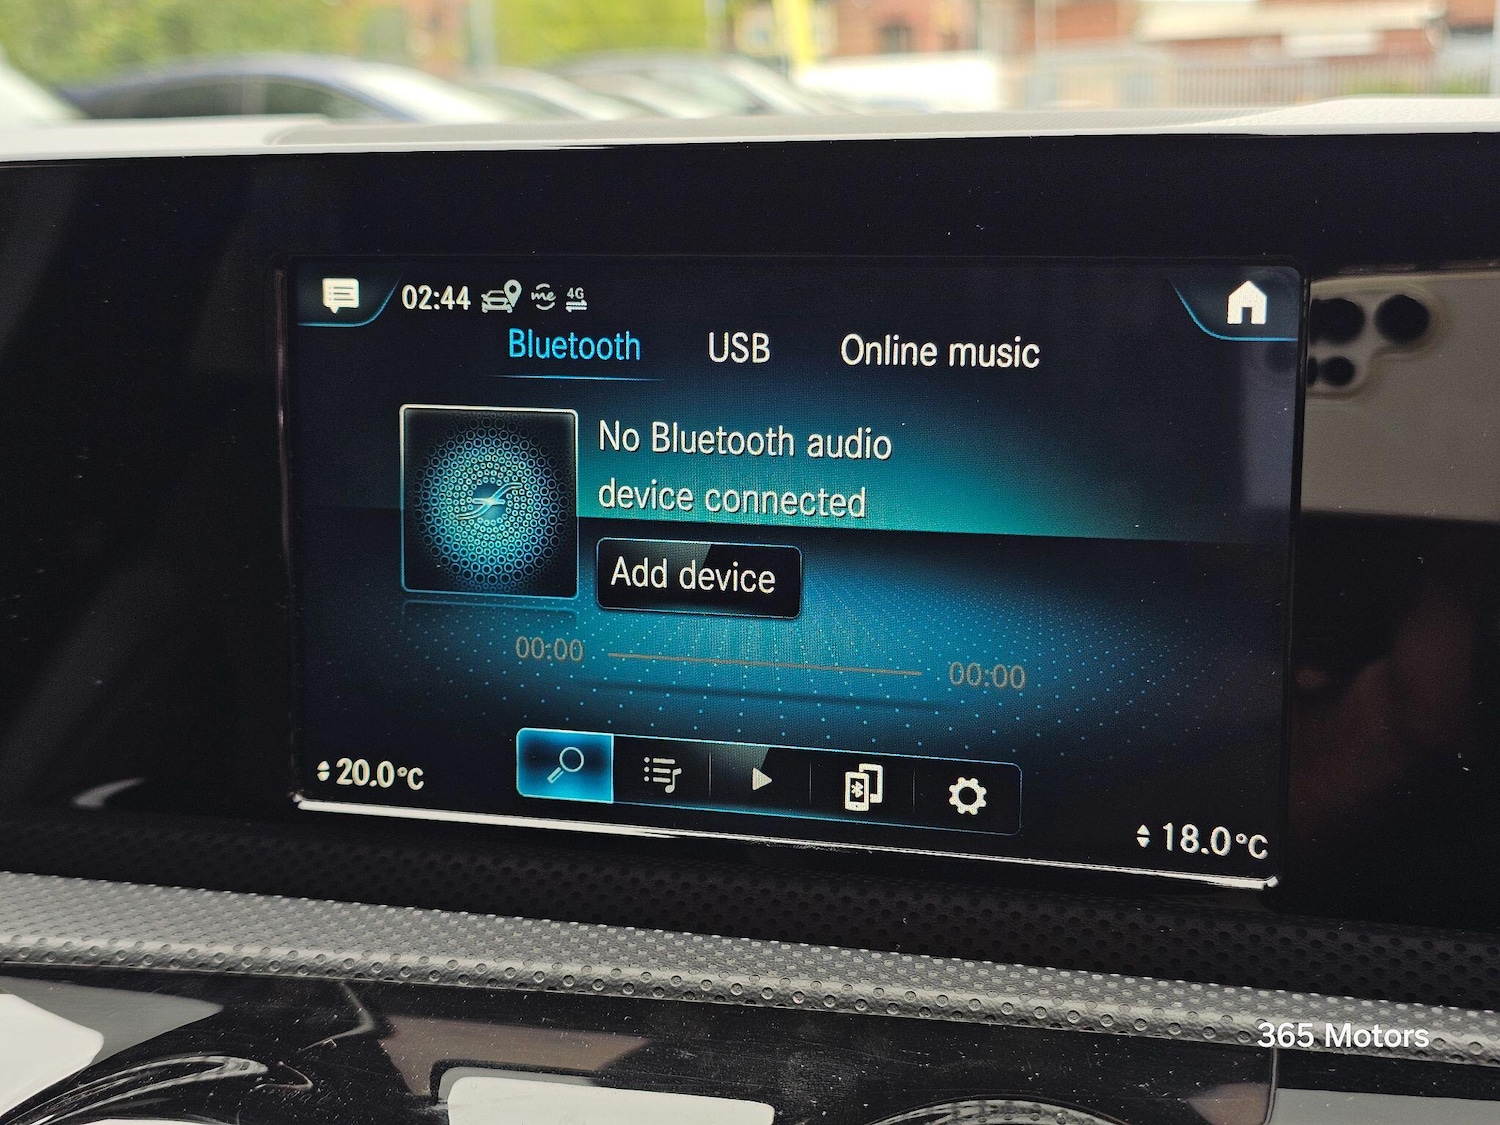 02:44 me 4G
Bluetooth USB Online music
No Bluetooth audio
device connected
Add device
00:00 00:00
20.0°C
18.0°C
365 Motors